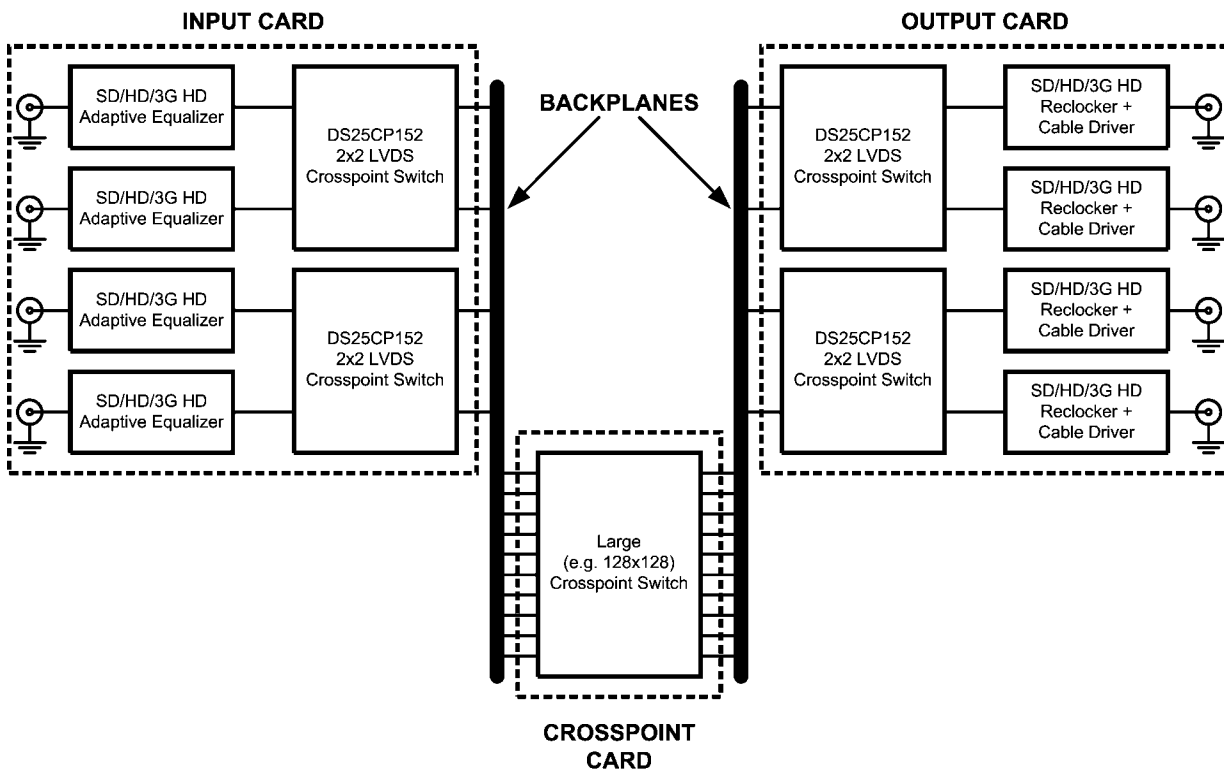 INPUT CARD
SD/HD/3G HD
Adaptive Equalizer
SD/HD/3G HD
Adaptive Equalizer
DS25CP152
2x2 LVDS
Crosspoint Switch
SD/HD/3G HD
Adaptive Equalizer
SD/HD/3G HD
Adaptive Equalizer
DS25CP152
2x2 LVDS
Crosspoint Switch
BACKPLANES
OUTPUT CARD
DS25CP152
2x2 LVDS
Crosspoint Switch
SD/HD/3G HD
Reclocker +
Cable Driver
SD/HD/3G HD
Reclocker +
Cable Driver
DS25CP152
2x2 LVDS
Crosspoint Switch
SD/HD/3G HD
Reclocker +
Cable Driver
SD/HD/3G HD
Reclocker +
Cable Driver
Large
(e.g. 128x128)
Crosspoint Switch
CROSSPOINT
CARD